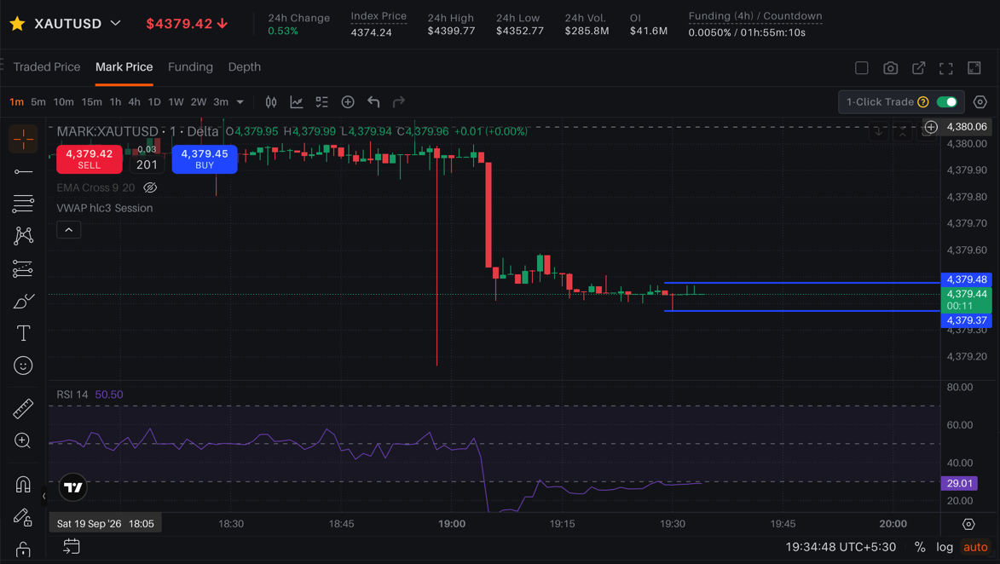 XAUTUSD
$4379.42
24h Change
0.53%
Index Price
4374.24
24h High
$4399.77
24h Low
$4352.77
24h Vol.
$285.8M
OI
$41.6M
Funding (4h) / Countdown
0.0050% / 01h:55m:10s
Traded Price Mark Price Funding Depth
1m 5m 10m 15m 1h 4h 1D 1W 2W 3m
1-Click Trade ?
MARK:XAUTUSD · 1 · Delta O4,379.95 H4,379.99 L4,379.94 C4,379.96 +0.01 (+0.00%)
4,379.42
SELL
0.03
201
4,379.45
BUY
EMA Cross 9 20
VWAP hlc3 Session
4,380.06
4,380.00
4,379.90
4,379.80
4,379.70
4,379.60
4,379.48
4,379.44
00:11
4,379.37
4,379.30
4,379.20
RSI 14 50.50
80.00
60.00
40.00
29.01
20.00
Sat 19 Sep '26 18:05 18:30 18:45 19:00 19:15 19:30 19:45 20:00
19:34:48 UTC+5:30 % log auto